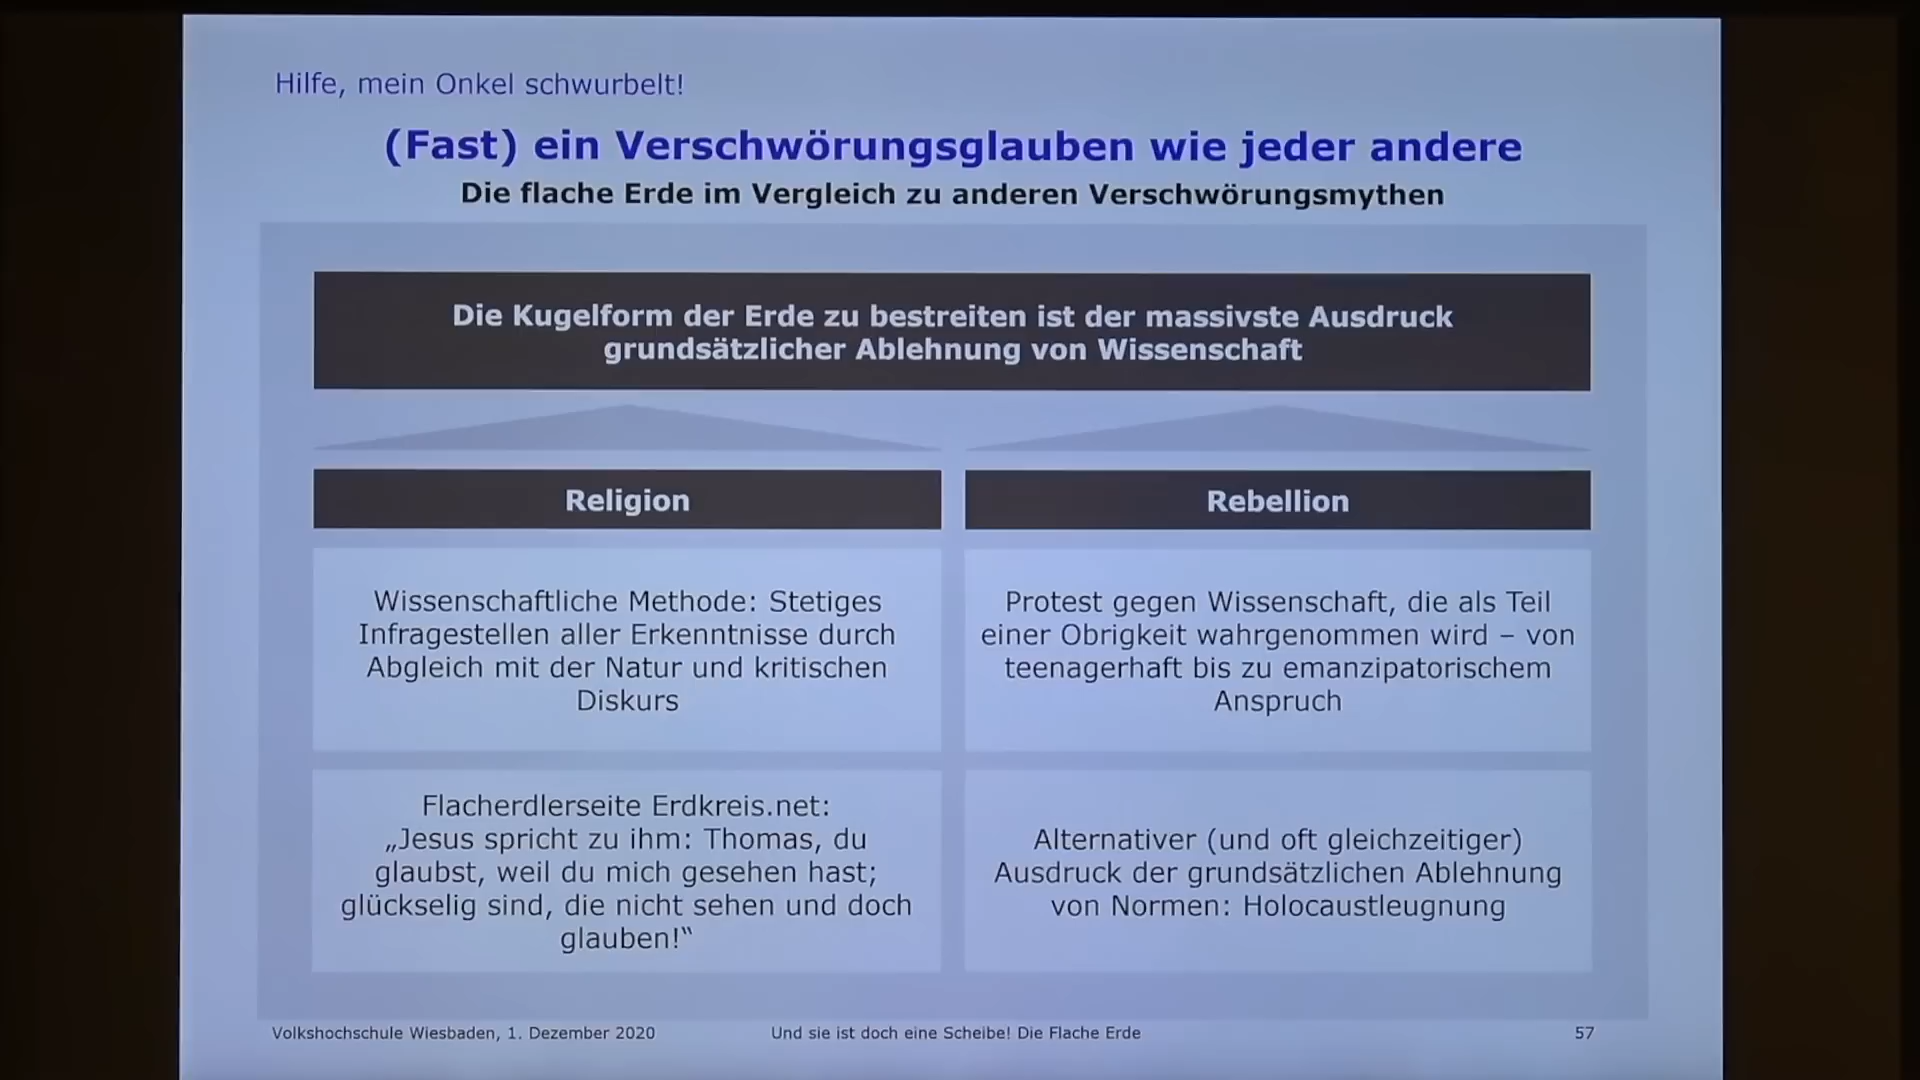 Hilfe, mein Onkel schwurbelt!
(Fast) ein Verschwörungsglauben wie jeder andere
Die flache Erde im Vergleich zu anderen Verschwörungsmythen
Die Kugelform der Erde zu bestreiten ist der massivste Ausdruck
grundsätzlicher Ablehnung von Wissenschaft
Religion
Wissenschaftliche Methode: Stetiges
Infragestellen aller Erkenntnisse durch
Abgleich mit der Natur und kritischen
Diskurs
Flacherdlerseite Erdkreis.net:
„Jesus spricht zu ihm: Thomas, du
glaubst, weil du mich gesehen hast;
glückselig sind, die nicht sehen und doch
glauben!“
Rebellion
Protest gegen Wissenschaft, die als Teil
einer Obrigkeit wahrgenommen wird – von
teenagerhaft bis zu emanzipatorischem
Anspruch
Alternativer (und oft gleichzeitiger)
Ausdruck der grundsätzlichen Ablehnung
von Normen: Holocaustleugnung
Volkshochschule Wiesbaden, 1. Dezember 2020
Und sie ist doch eine Scheibe! Die Flache Erde
57